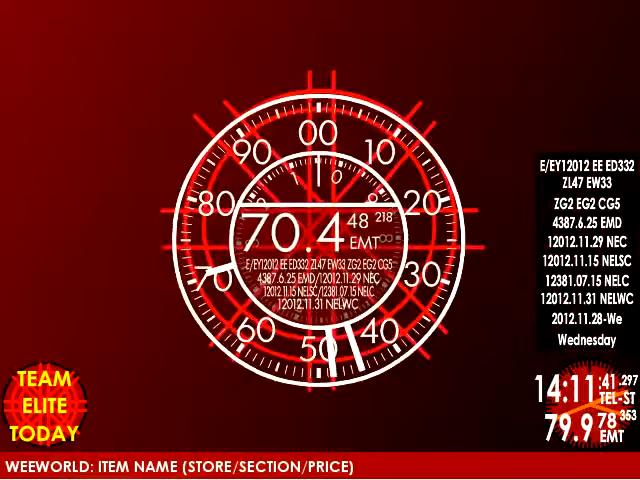 00
90 10
1 0
80 20
70.4 48 218
EMT
E/EY12012 EE ED332 ZL47 EW33 ZG2 EG2 CG5
4387.6.25 EMD/12012.11.29 NEC
12012.11.15 NELSC/12381.07.15 NELC
12012.11.31 NELWC
70 30
60 40
50
E/EY12012 EE ED332
ZL47 EW33
ZG2 EG2 CG5
4387.6.25 EMD
12012.11.29 NEC
12012.11.15 NELSC
12381.07.15 NELC
12012.11.31 NELWC
2012.11.28-We
Wednesday
TEAM
ELITE
TODAY
14:11:41.297
TEL-ST
79.9 78 353
EMT
WEEWORLD: ITEM NAME (STORE/SECTION/PRICE)